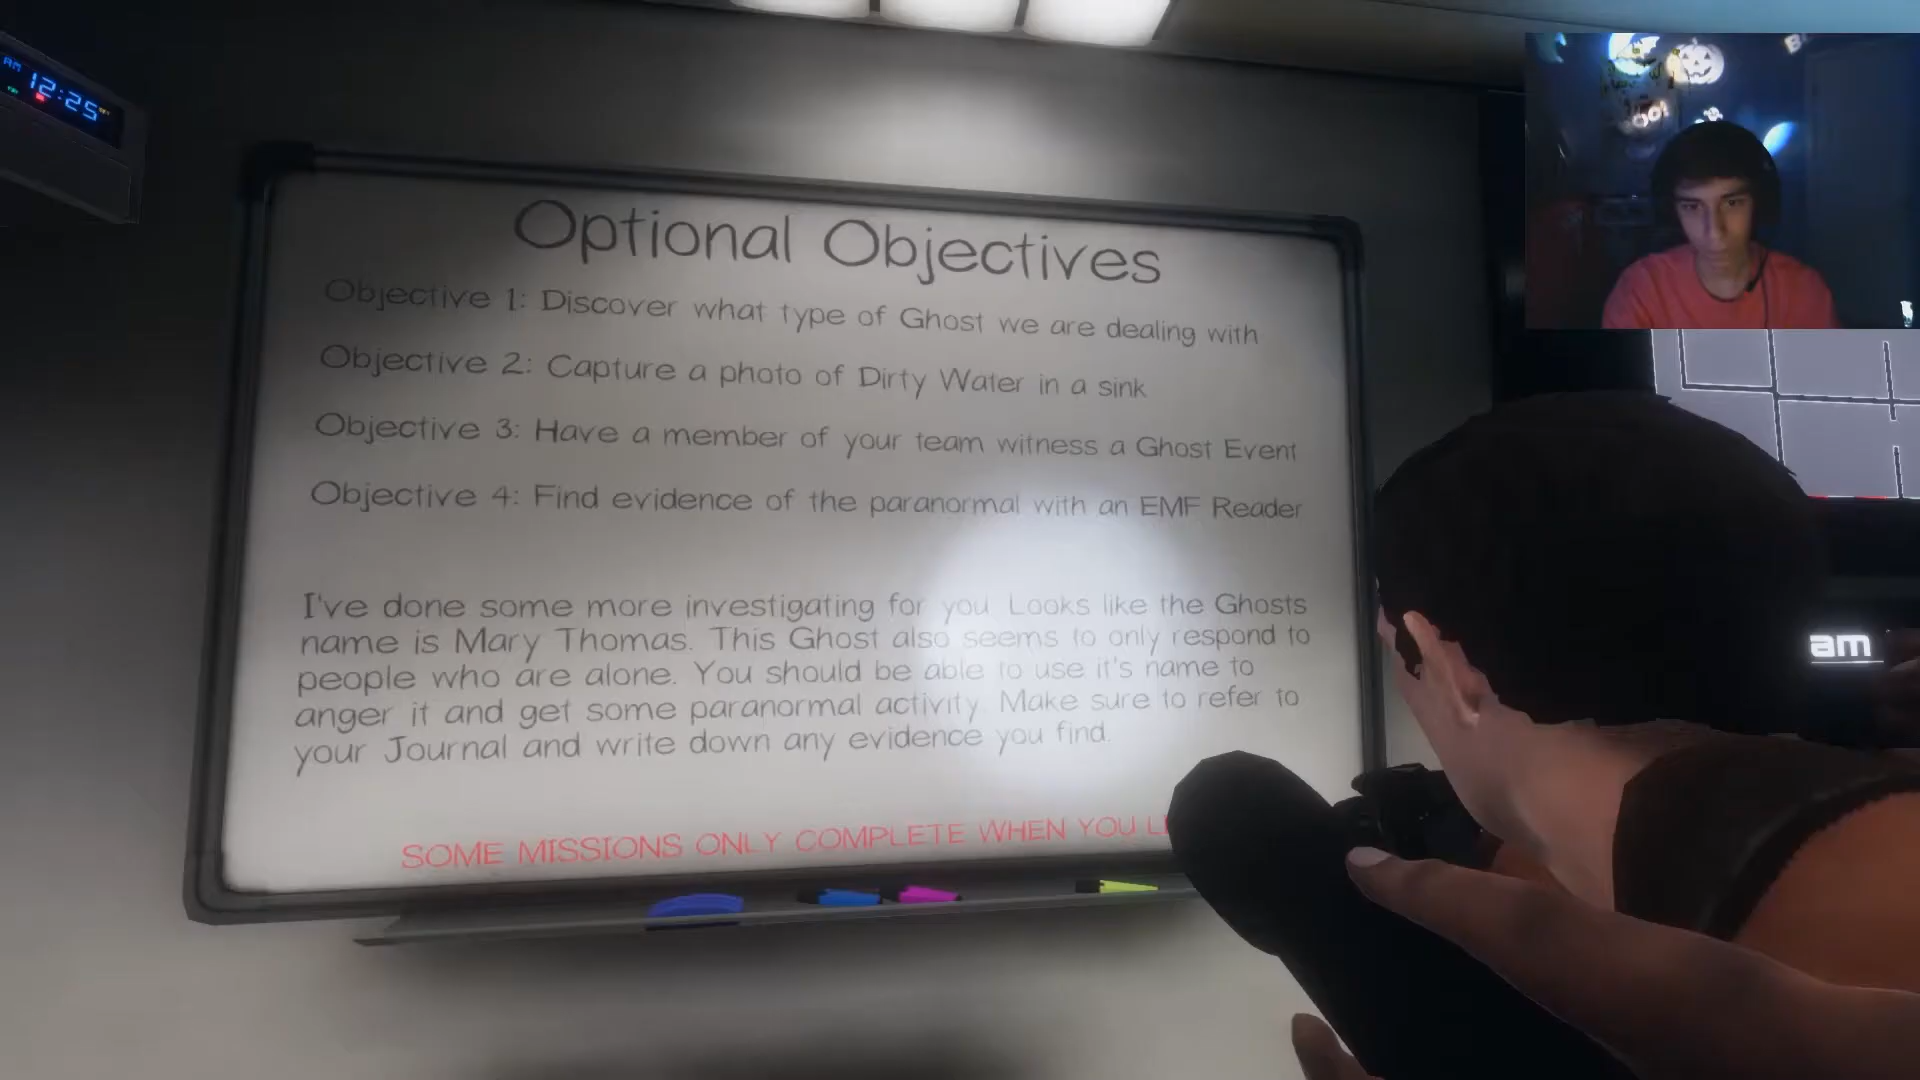 AM 12:25
Optional Objectives
Objective 1: Discover what type of Ghost we are dealing with
Objective 2: Capture a photo of Dirty Water in a sink
Objective 3: Have a member of your team witness a Ghost Event
Objective 4: Find evidence of the paranormal with an EMF Reader
I've done some more investigating for you. Looks like the Ghosts
name is Mary Thomas. This Ghost also seems to only respond to
people who are alone. You should be able to use it's name to
anger it and get some paranormal activity. Make sure to refer to
your Journal and write down any evidence you find.
SOME MISSIONS ONLY COMPLETE WHEN YOU
am